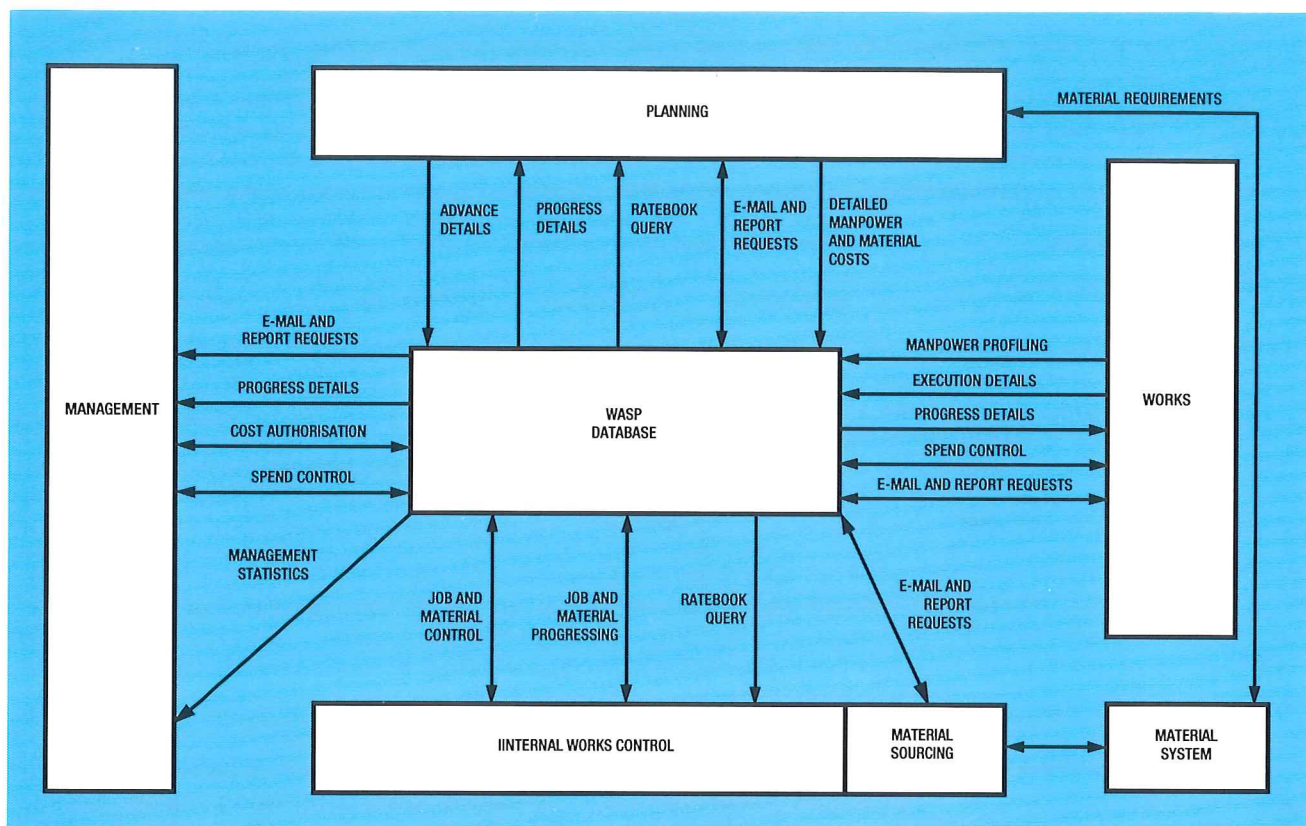 PLANNING
MATERIAL REQUIREMENTS
ADVANCE
DETAILS
PROGRESS
DETAILS
RATEBOOK
QUERY
E-MAIL AND
REPORT
REQUESTS
DETAILED
MANPOWER
AND MATERIAL
COSTS
MANAGEMENT
E-MAIL AND
REPORT REQUESTS
PROGRESS DETAILS
COST AUTHORISATION
SPEND CONTROL
MANAGEMENT
STATISTICS
WASP
DATABASE
MANPOWER PROFILING
EXECUTION DETAILS
PROGRESS DETAILS
SPEND CONTROL
E-MAIL AND REPORT REQUESTS
WORKS
JOB AND
MATERIAL
CONTROL
JOB AND
MATERIAL
PROGRESSING
RATEBOOK
QUERY
E-MAIL AND
REPORT
REQUESTS
IINTERNAL WORKS CONTROL
MATERIAL
SOURCING
MATERIAL
SYSTEM